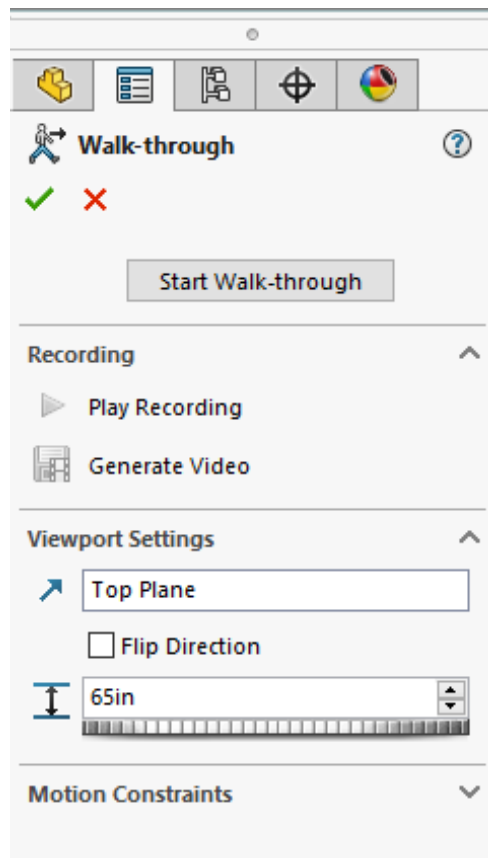 Walk-through
?
Start Walk-through
Recording
Play Recording
Generate Video
Viewport Settings
Top Plane
Flip Direction
65in
Motion Constraints